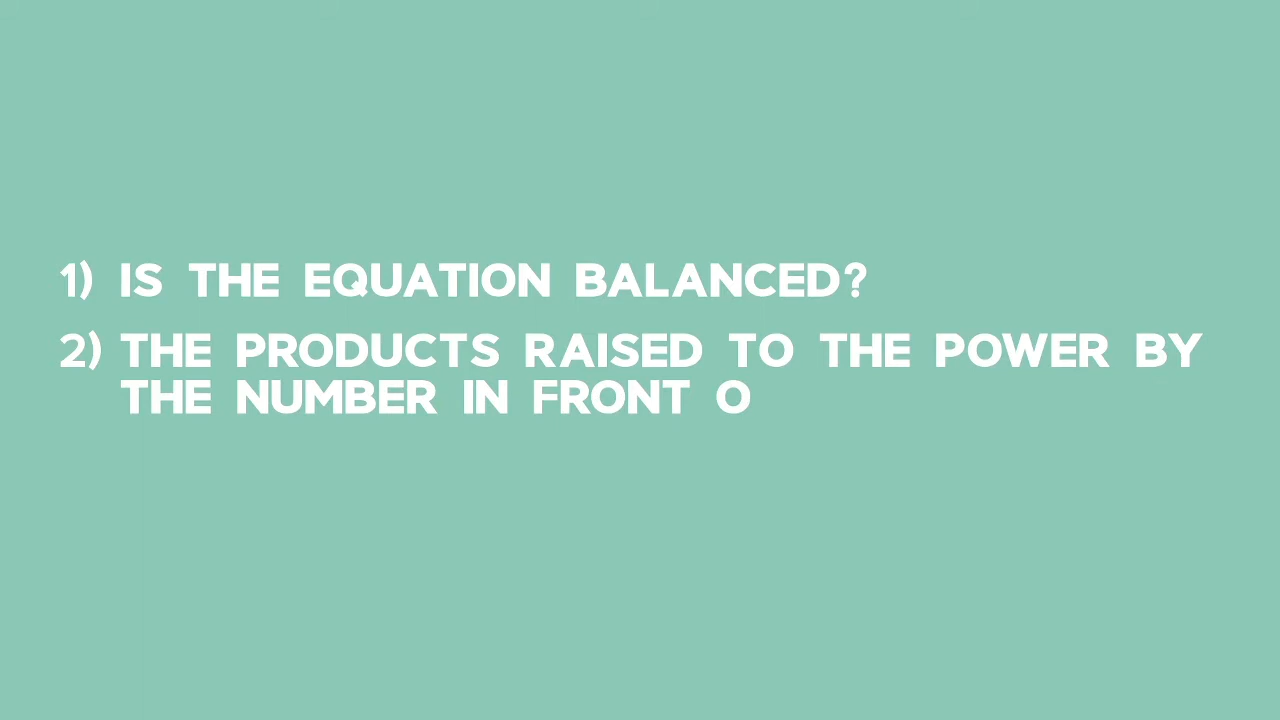 1) IS THE EQUATION BALANCED?
2) THE PRODUCTS RAISED TO THE POWER BY
THE NUMBER IN FRONT O